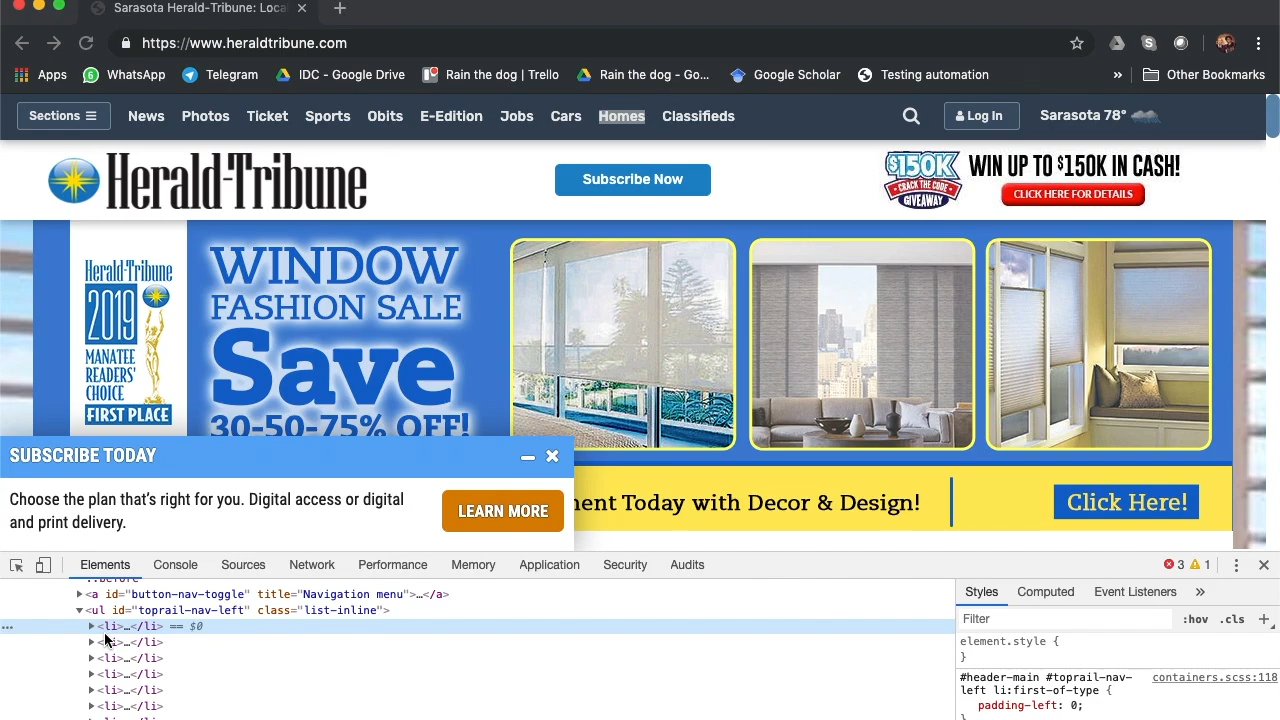 Sarasota Herald-Tribune: Loca
https://www.heraldtribune.com
Apps WhatsApp Telegram IDC - Google Drive Rain the dog | Trello Rain the dog - Go... Google Scholar Testing automation » Other Bookmarks
Sections News Photos Ticket Sports Obits E-Edition Jobs Cars Homes Classifieds Log In Sarasota 78°
Herald-Tribune
Subscribe Now
$150K
CRACK THE CODE
GIVEAWAY
WIN UP TO $150K IN CASH!
CLICK HERE FOR DETAILS
Herald-Tribune
2019
MANATEE
READERS'
CHOICE
FIRST PLACE
WINDOW
FASHION SALE
Save
30-50-75% OFF!
SUBSCRIBE TODAY
Choose the plan that's right for you. Digital access or digital
and print delivery.
LEARN MORE
ment Today with Decor & Design!
Click Here!
Elements Console Sources Network Performance Memory Application Security Audits 3 1
::before
<a id="button-nav-toggle" title="Navigation menu">…</a>
<ul id="toprail-nav-left" class="list-inline">
<li>…</li> == $0
<li>…</li>
<li>…</li>
<li>…</li>
<li>…</li>
<li>…</li>
Styles Computed Event Listeners »
Filter :hov .cls +
element.style {
}
#header-main #toprail-nav- containers.scss:118
left li:first-of-type {
padding-left: 0;
}